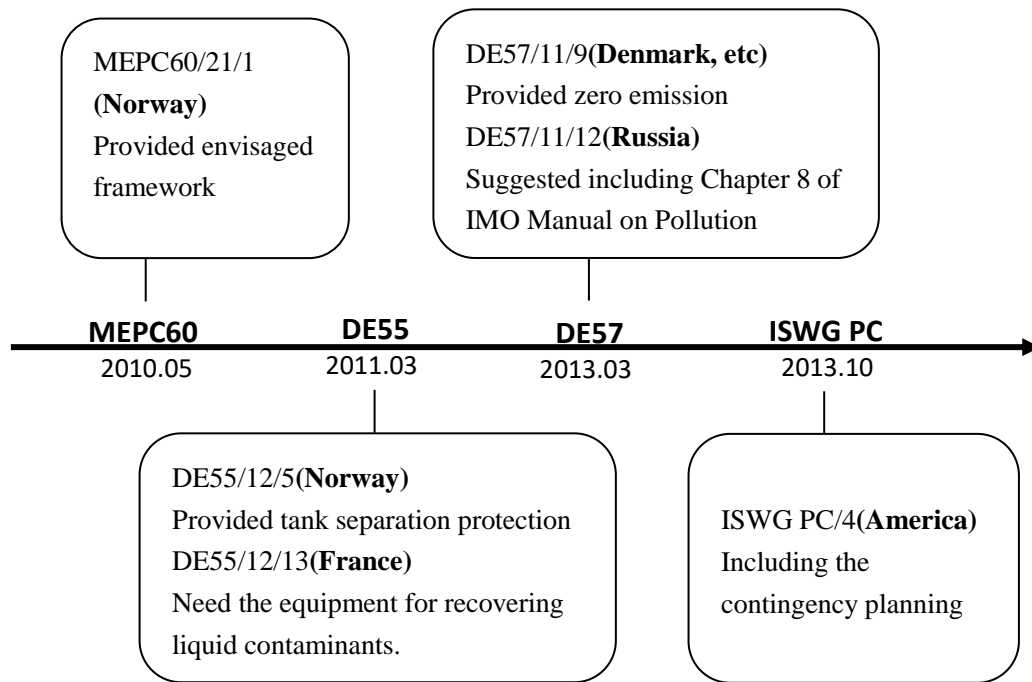 MEPC60/21/1
(Norway)
Provided envisaged
framework
DE57/11/9(Denmark, etc)
Provided zero emission
DE57/11/12(Russia)
Suggested including Chapter 8 of
IMO Manual on Pollution
MEPC60
DE55
DE57
ISWG PC
2010.05
2011.03
2013.03
2013.10
DE55/12/5(Norway)
Provided tank separation protection
DE55/12/13(France)
Need the equipment for recovering
liquid contaminants.
ISWG PC/4(America)
Including the
contingency planning